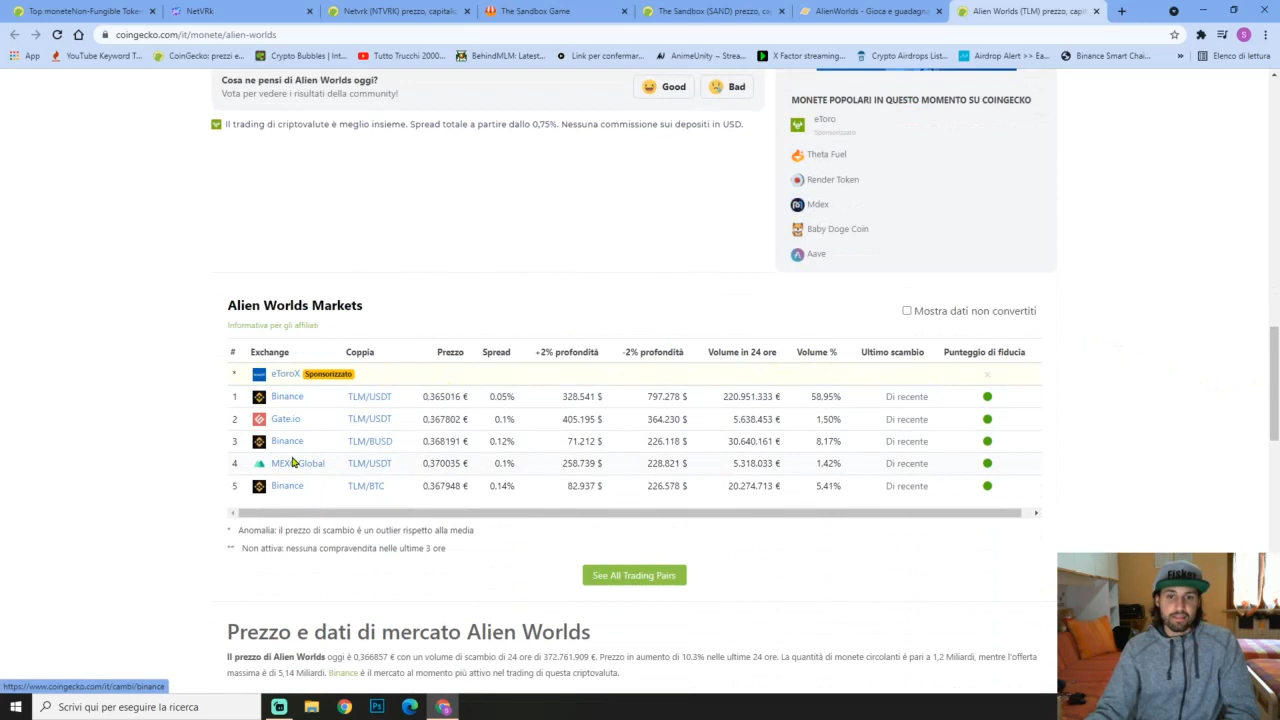 NetVRk
Netvrk (NTVRK) prezzo, capita
The Sandbox Game
The Sandbox (SAND) prezzo, cap
AlienWorlds - Gioco e guadagna
Alien Worlds (TLM) prezzo, capit
coingecko.com/it/monete/alien-worlds
S
App
YouTube Keyword T...
CoinGecko: prezzi e...
Crypto Bubbles | Int...
Tutto Trucchi 2000...
BehindMLM: Latest...
Link per confermar...
AnimeUnity ~ Strea...
X Factor streaming...
Crypto Airdrops List...
Airdrop Alert >> Ea...
Binance Smart Chai...
»
Elenco di lettura
Cosa ne pensi di Alien Worlds oggi?
Vota per vedere i risultati della community!
Good
Bad
Il trading di criptovalute è meglio insieme. Spread totale a partire dallo 0,75%. Nessuna commissione sui depositi in USD.
MONETE POPOLARI IN QUESTO MOMENTO SU COINGECKO
eToro
Sponsorizzato
Theta Fuel
Render Token
Mdex
Baby Doge Coin
Aave
Alien Worlds Markets
Mostra dati non convertiti
Informativa per gli affiliati
# Exchange Coppia Prezzo Spread +2% profondità -2% profondità Volume in 24 ore Volume % Ultimo scambio Punteggio di fiducia
* eToroX Sponsorizzato
1 Binance TLM/USDT 0,365016 € 0.05% 328.541 $ 797.278 $ 220.951.333 € 58,95% Di recente
2 Gate.io TLM/USDT 0,367802 € 0.1% 405.195 $ 364.230 $ 5.638.453 € 1,50% Di recente
3 Binance TLM/BUSD 0,368191 € 0.12% 71.212 $ 226.118 $ 30.640.161 € 8,17% Di recente
4 MEXC Global TLM/USDT 0,370035 € 0.1% 258.739 $ 228.821 $ 5.318.033 € 1,42% Di recente
5 Binance TLM/BTC 0,367948 € 0.14% 82.937 $ 226.578 $ 20.274.713 € 5,41% Di recente
* Anomalia: il prezzo di scambio è un outlier rispetto alla media
** Non attiva: nessuna compravendita nelle ultime 3 ore
See All Trading Pairs
Prezzo e dati di mercato Alien Worlds
Il prezzo di Alien Worlds oggi è 0,366857 € con un volume di scambio di 24 ore di 372.761.909 €. Prezzo in aumento di 10.3% nelle ultime 24 ore. La quantità di monete circolanti è pari a 1,2 Miliardi, mentre l'offerta
massima è di 5,14 Miliardi. Binance è il mercato al momento più attivo nel trading di questa criptovaluta.
https://www.coingecko.com/it/cambi/binance
Scrivi qui per eseguire la ricerca
Ps